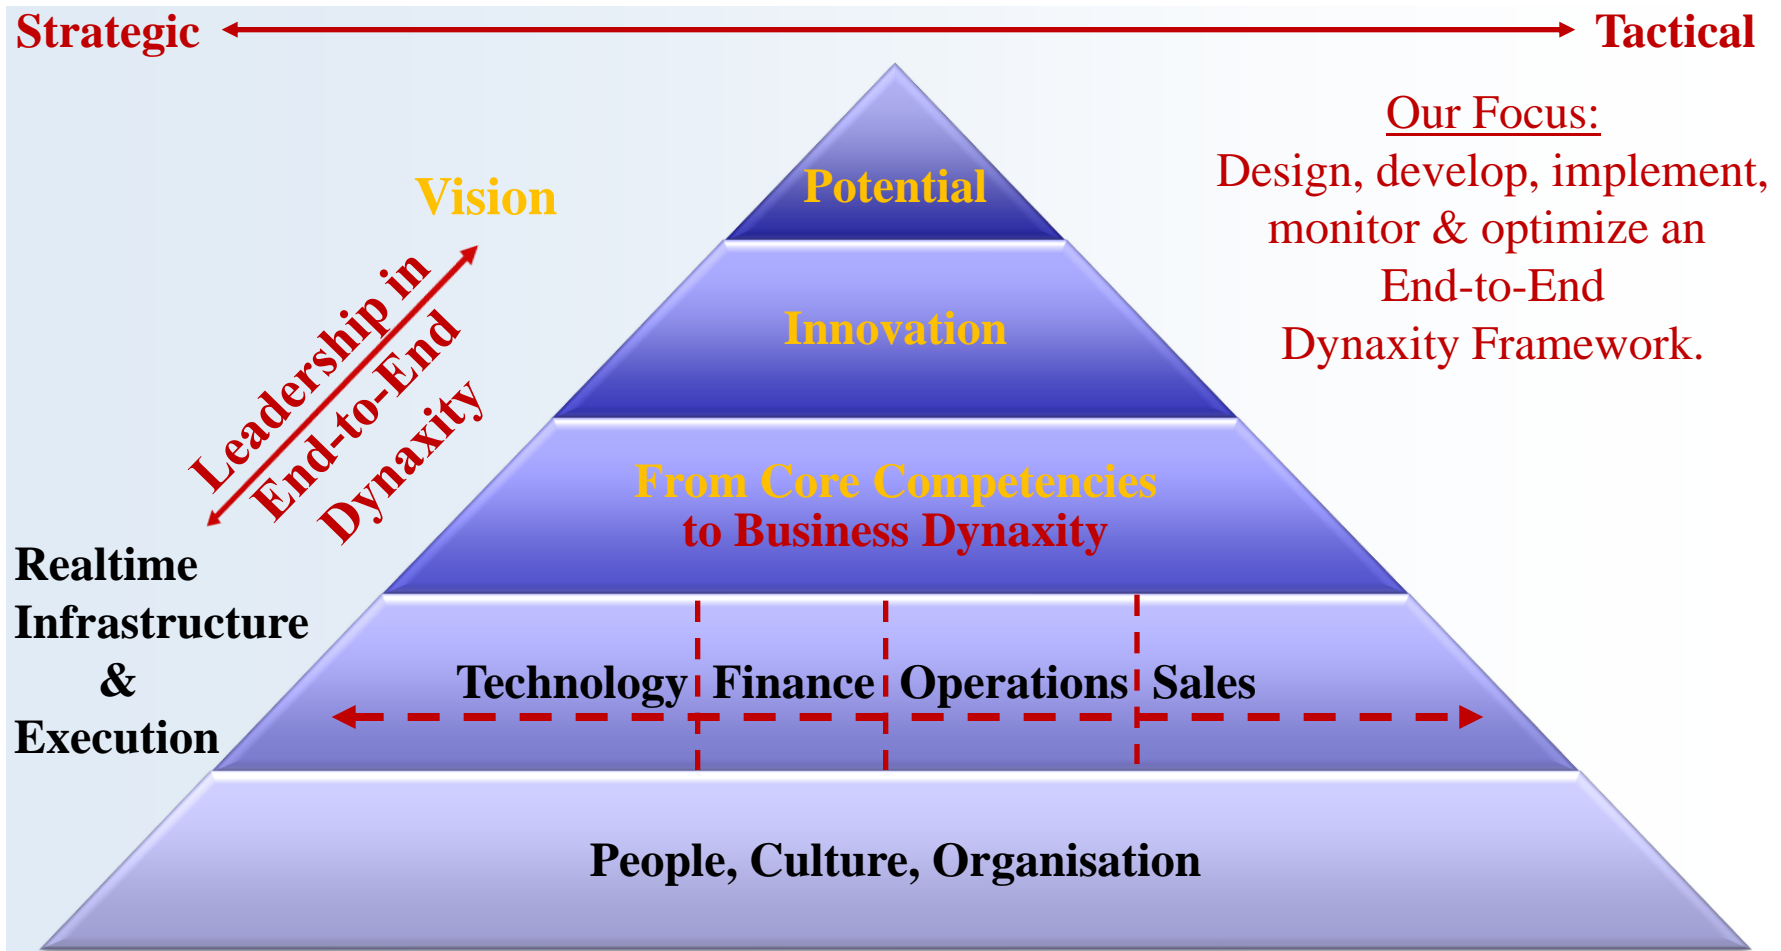 Strategic
Tactical
Our Focus:
Design, develop, implement,
monitor & optimize an
End-to-End
Dynaxity Framework.
Vision
Leadership in
End-to-End
Dynaxity
Realtime
Infrastructure
&
Execution
Potential
Innovation
From Core Competencies
to Business Dynaxity
Technology Finance Operations Sales
People, Culture, Organisation